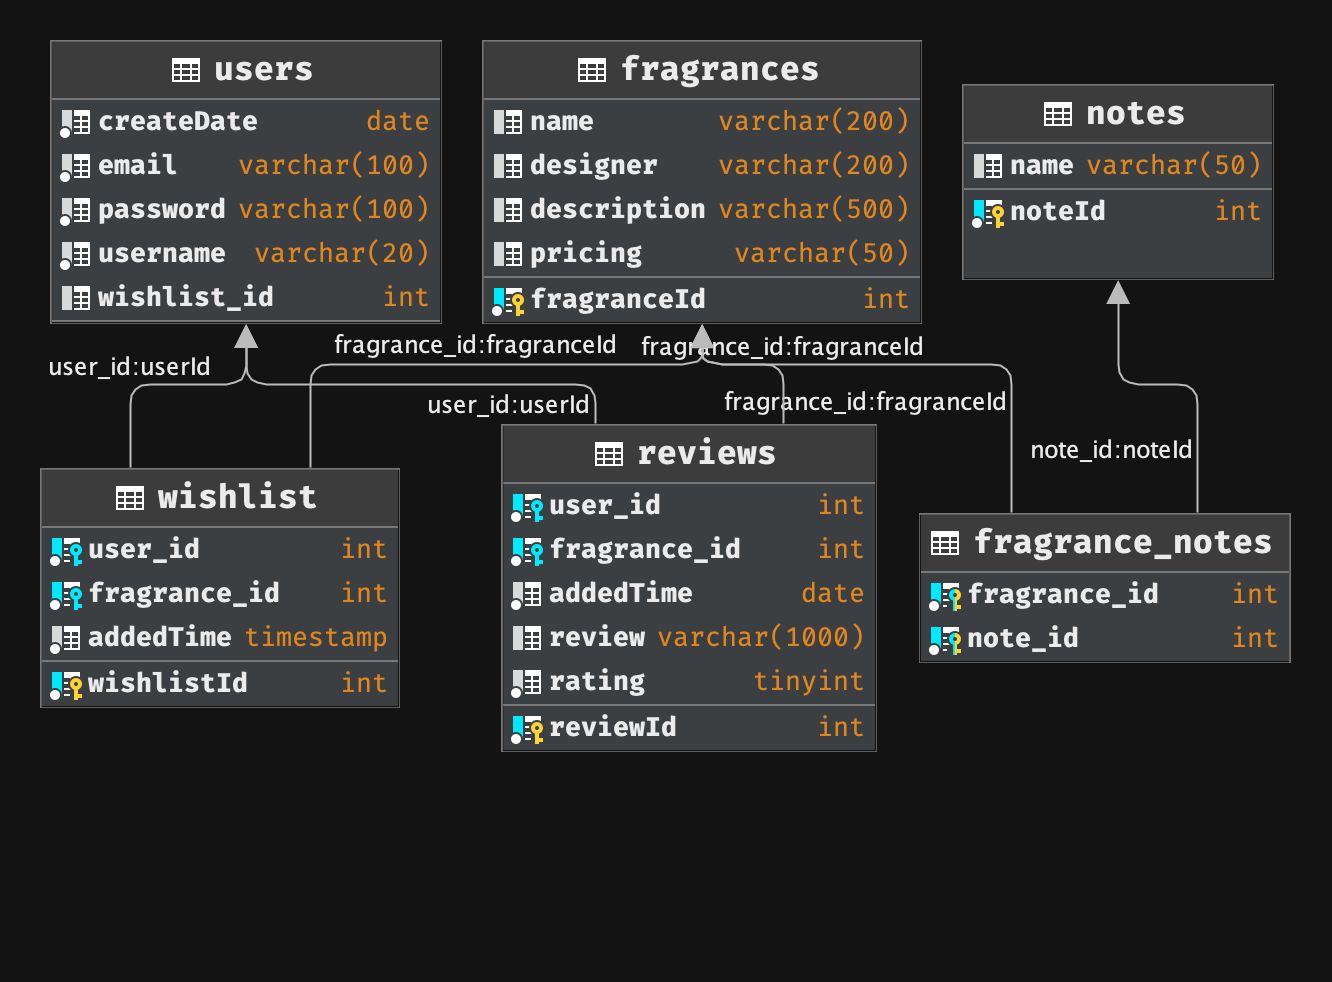 users
createDate date
email varchar(100)
password varchar(100)
username varchar(20)
wishlist_id int
fragrances
name varchar(200)
designer varchar(200)
description varchar(500)
pricing varchar(50)
fragranceId int
notes
name varchar(50)
noteId int
user_id:userId
fragrance_id:fragranceId
fragrance_id:fragranceId
user_id:userId
fragrance_id:fragranceId
note_id:noteId
wishlist
user_id int
fragrance_id int
addedTime timestamp
wishlistId int
reviews
user_id int
fragrance_id int
addedTime date
review varchar(1000)
rating tinyint
reviewId int
fragrance_notes
fragrance_id int
note_id int